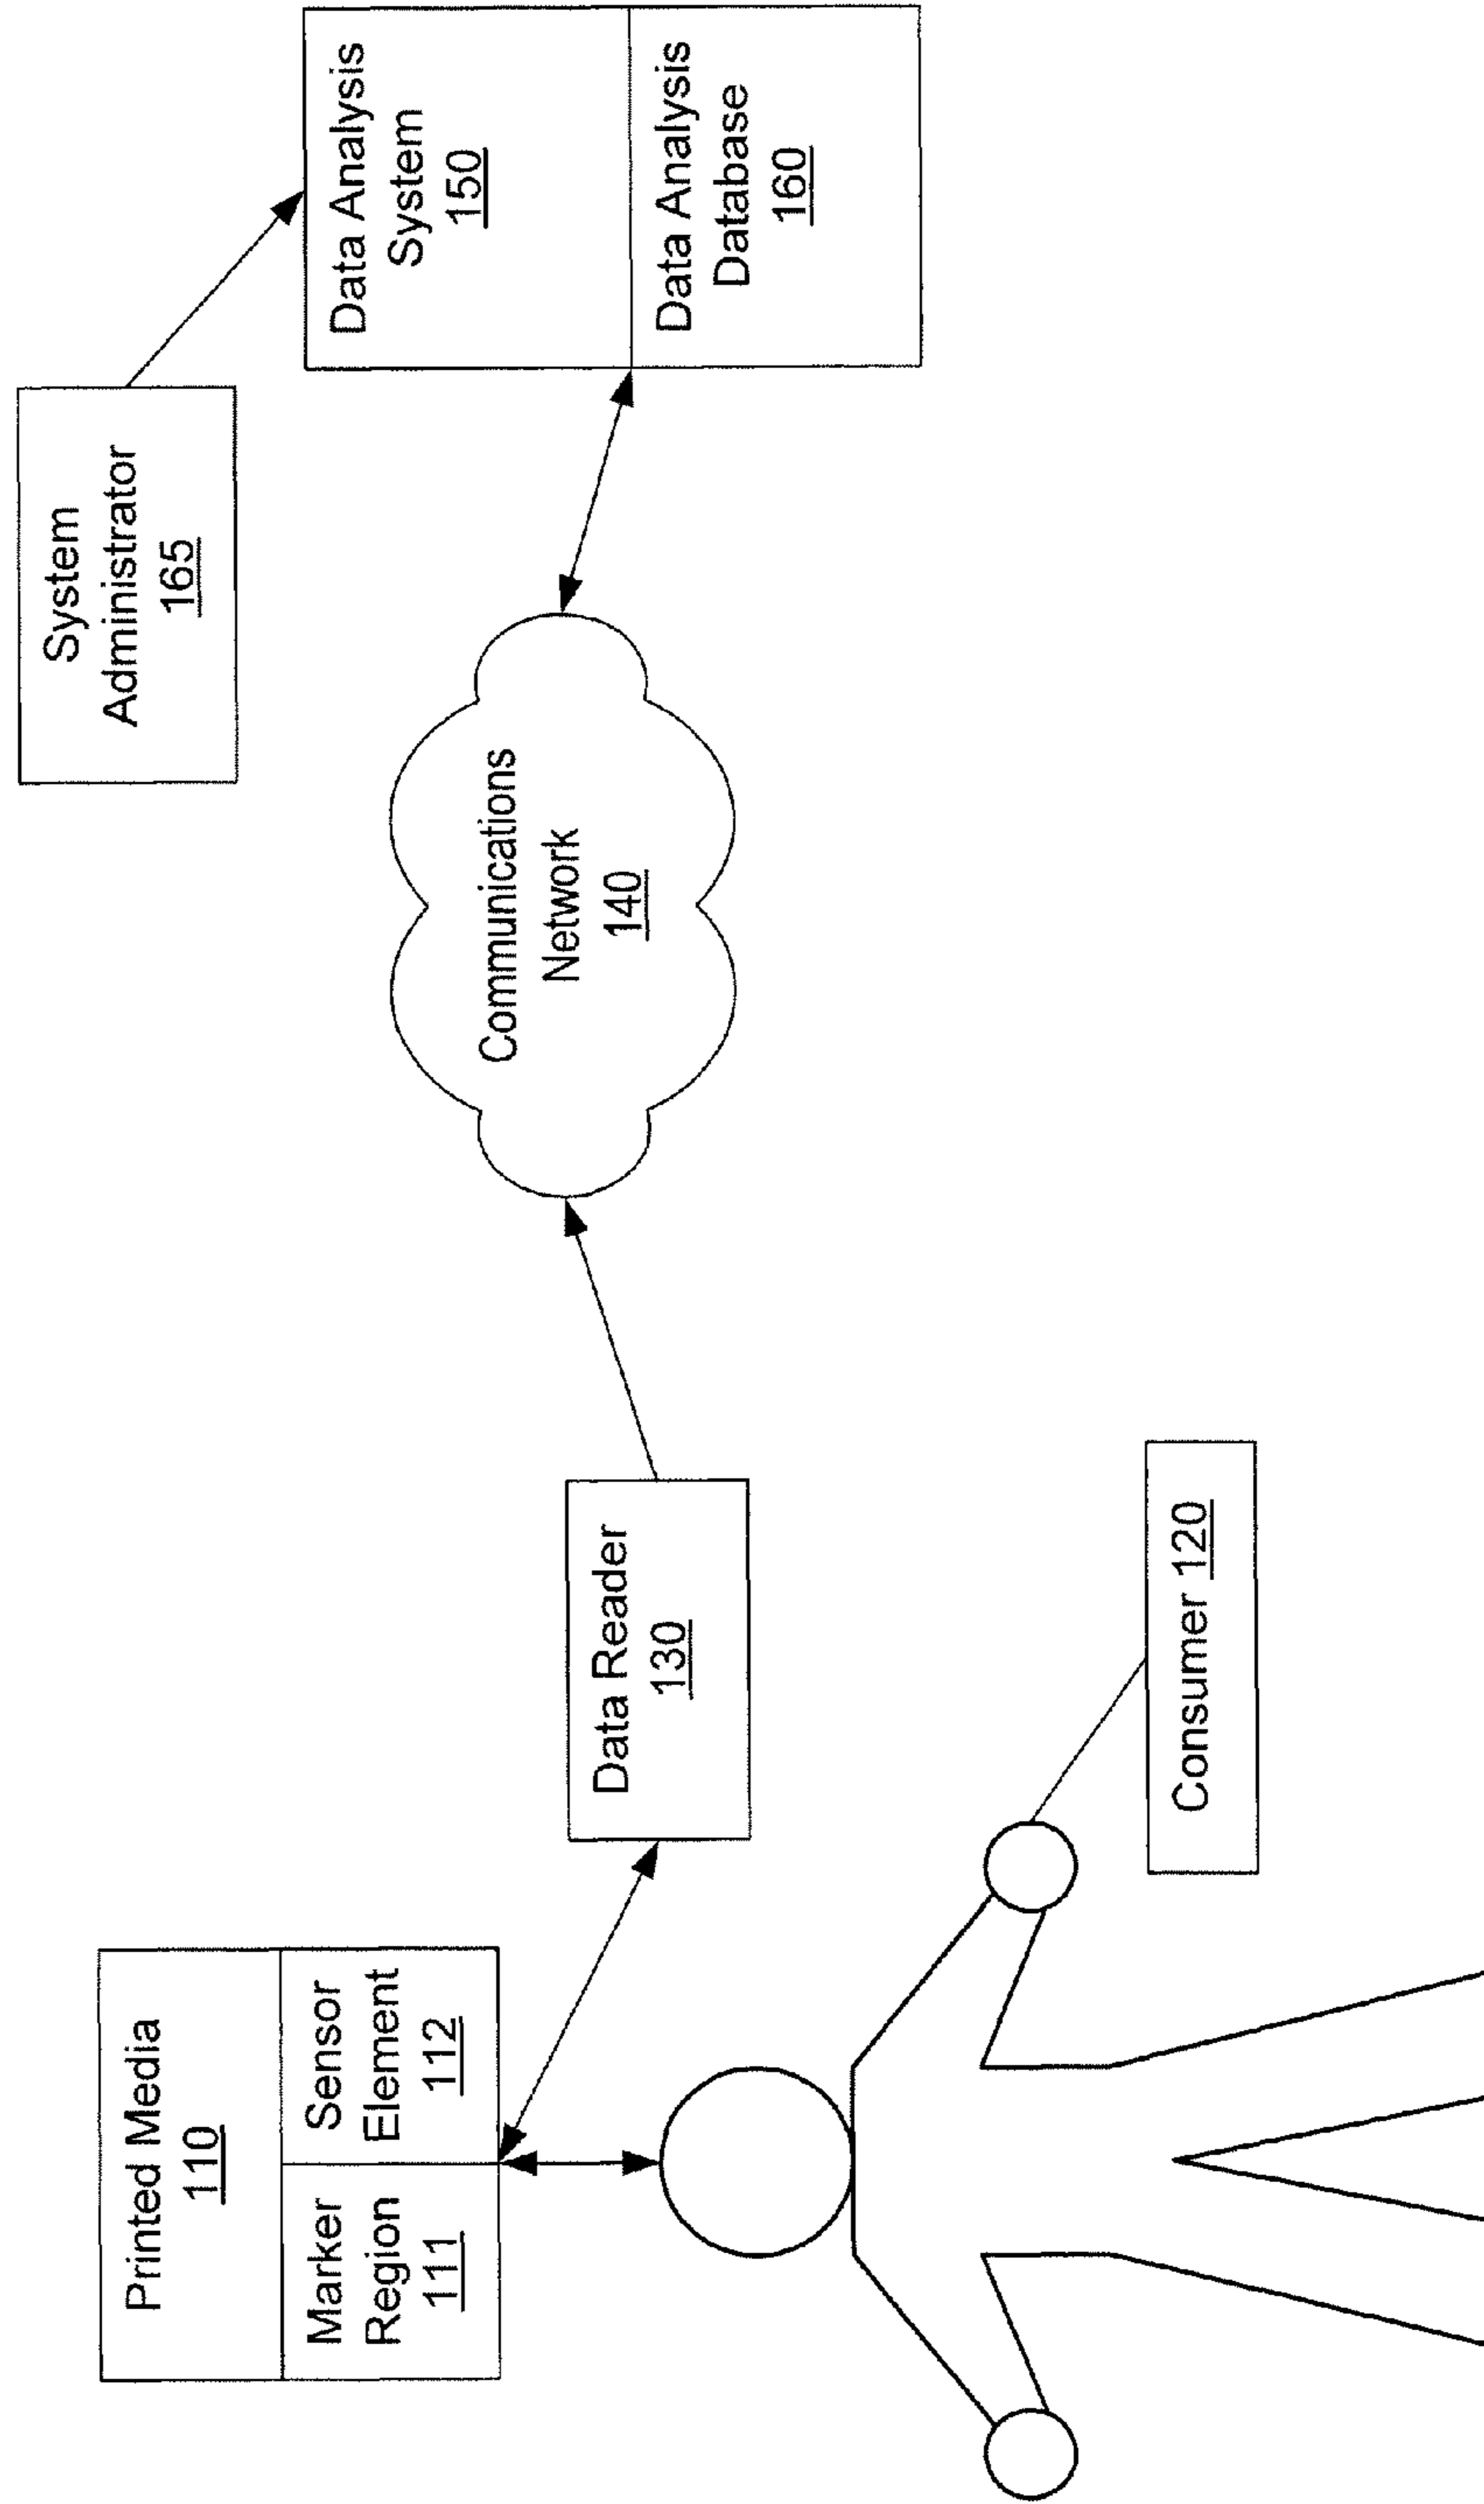 Printed Media
110
Marker
Region
111
Sensor
Element
112
Data Reader
130
Consumer 120
Communications
Network
140
System
Administrator
165
Data Analysis
System
150
Data Analysis
Database
160